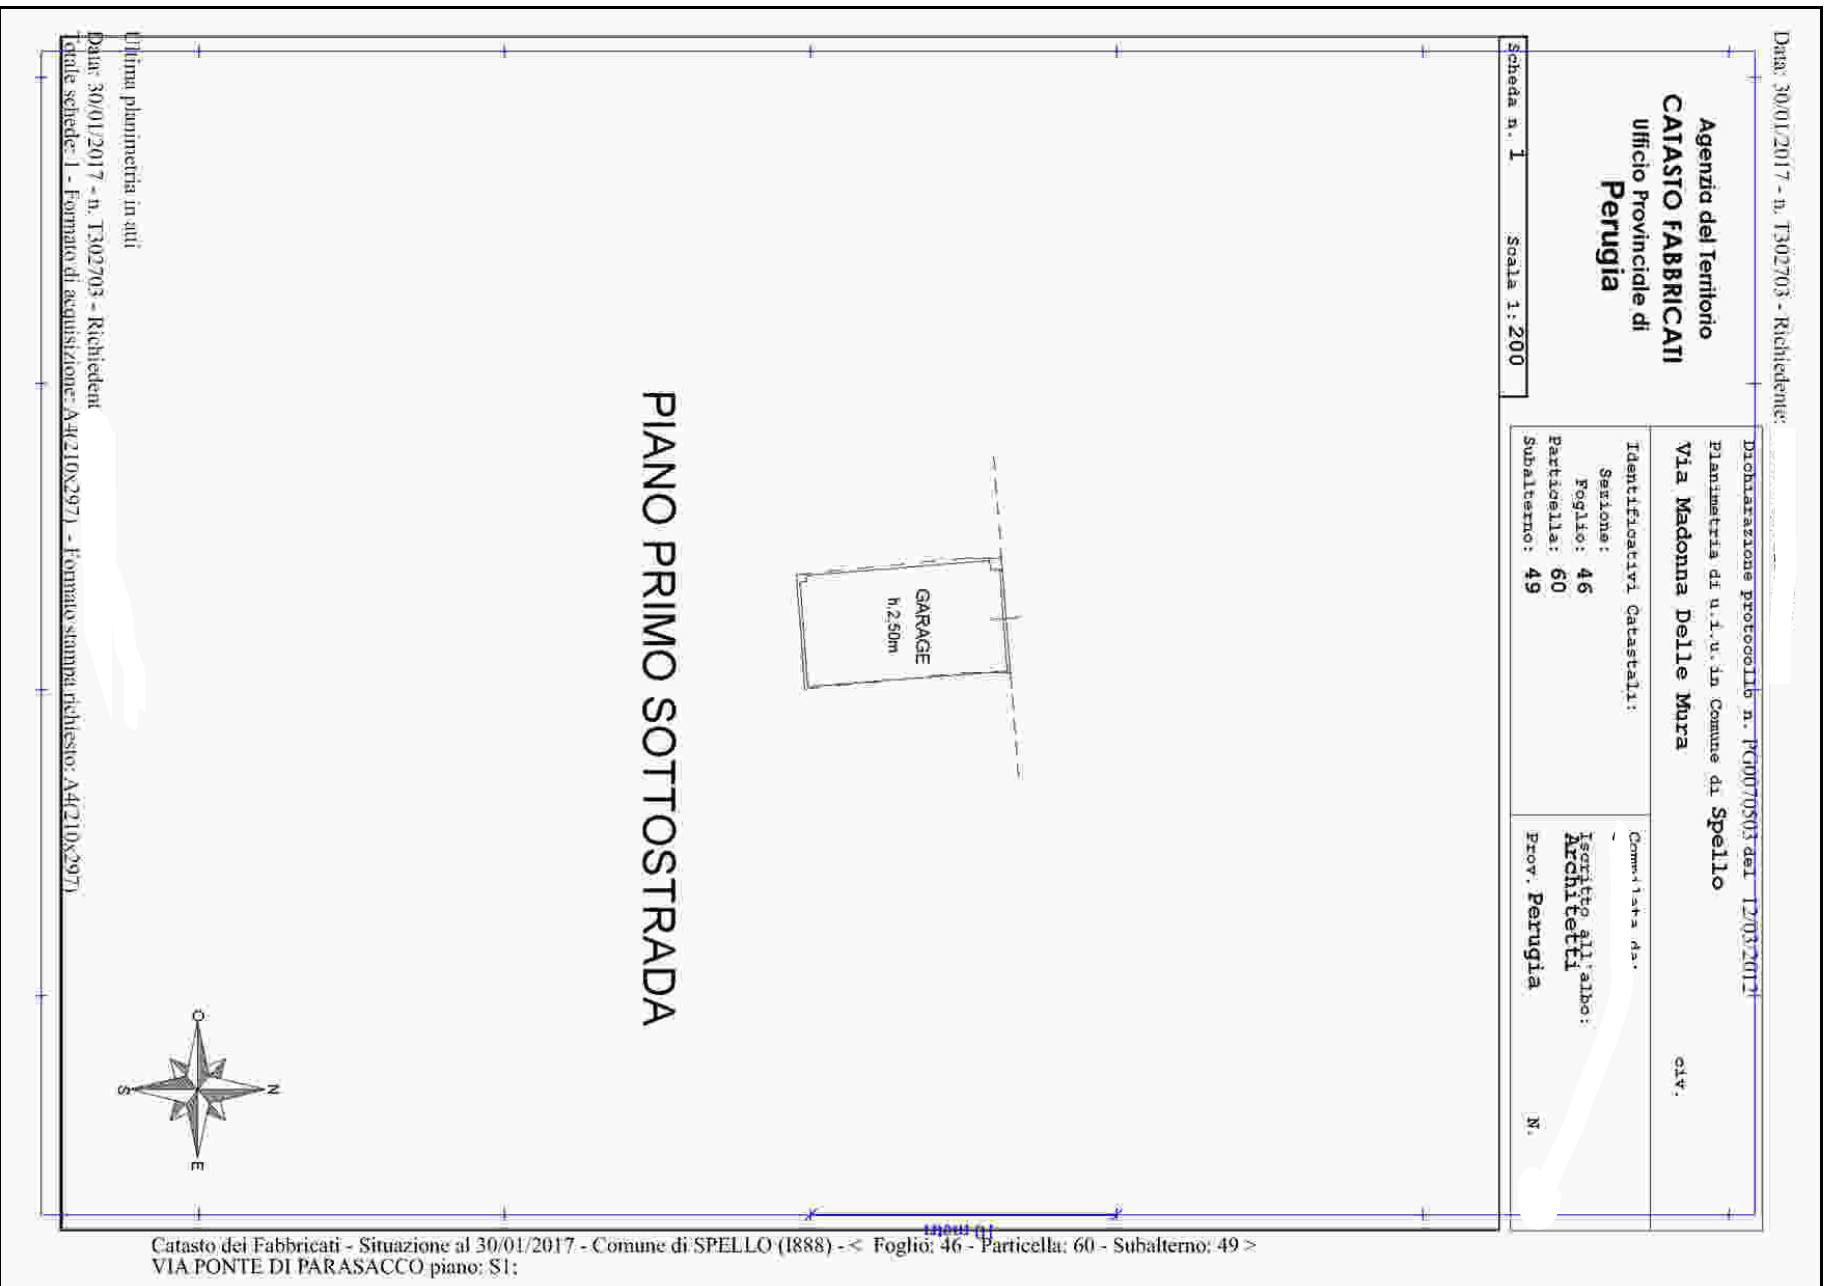 Data: 30/01/2017 - n. T302703 - Richiedente:
Agenzia del Territorio
CATASTO FABBRICATI
Ufficio Provinciale di
Perugia
Scheda n. 1 Scala 1:200
Dichiarazione protocollo n. PG0070503 del 12/03/2012
Planimetria di u.i.u. in Comune di Spello
Via Madonna Delle Mura civ.
Identificativi Catastali:
Sezione:
Foglio: 46
Particella: 60
Subalterno: 49
Compilata da:
Iscritto all'albo:
Architetti
Prov. Perugia N.
GARAGE
h.2,50m
PIANO PRIMO SOTTOSTRADA
O
N
S
E
10 metri
Ultima planimetria in atti
Data: 30/01/2017 - n. T302703 - Richiedent
Totale schede: 1 - Formato di acquisizione: A4(210x297) - Formato stampa richiesto: A4(210x297)
Catasto dei Fabbricati - Situazione al 30/01/2017 - Comune di SPELLO (I888) - < Foglio: 46 - Particella: 60 - Subalterno: 49 >
VIA PONTE DI PARASACCO piano: S1;